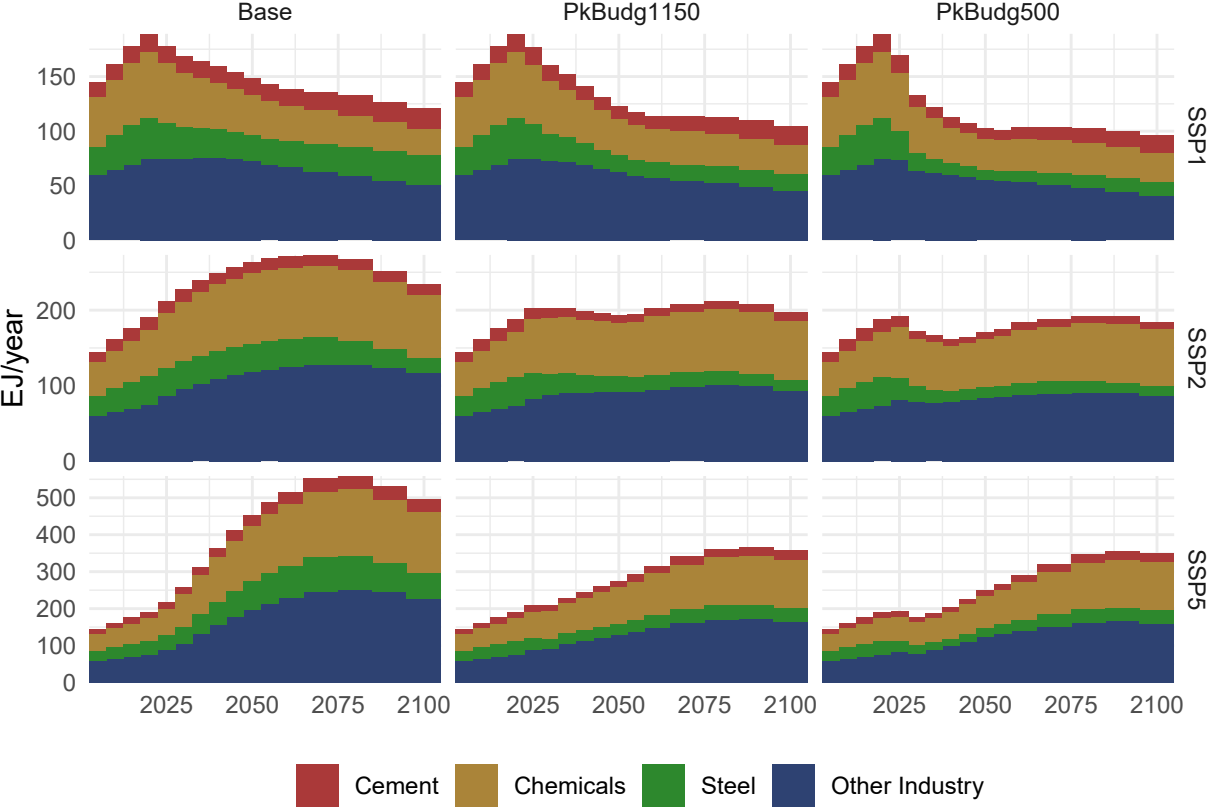 Base PkBudg1150 PkBudg500
150
100
50
0
SSP1
200
100
0
SSP2
EJ/year
500
400
300
200
100
0
SSP5
2025 2050 2075 2100 2025 2050 2075 2100 2025 2050 2075 2100
Cement Chemicals Steel Other Industry